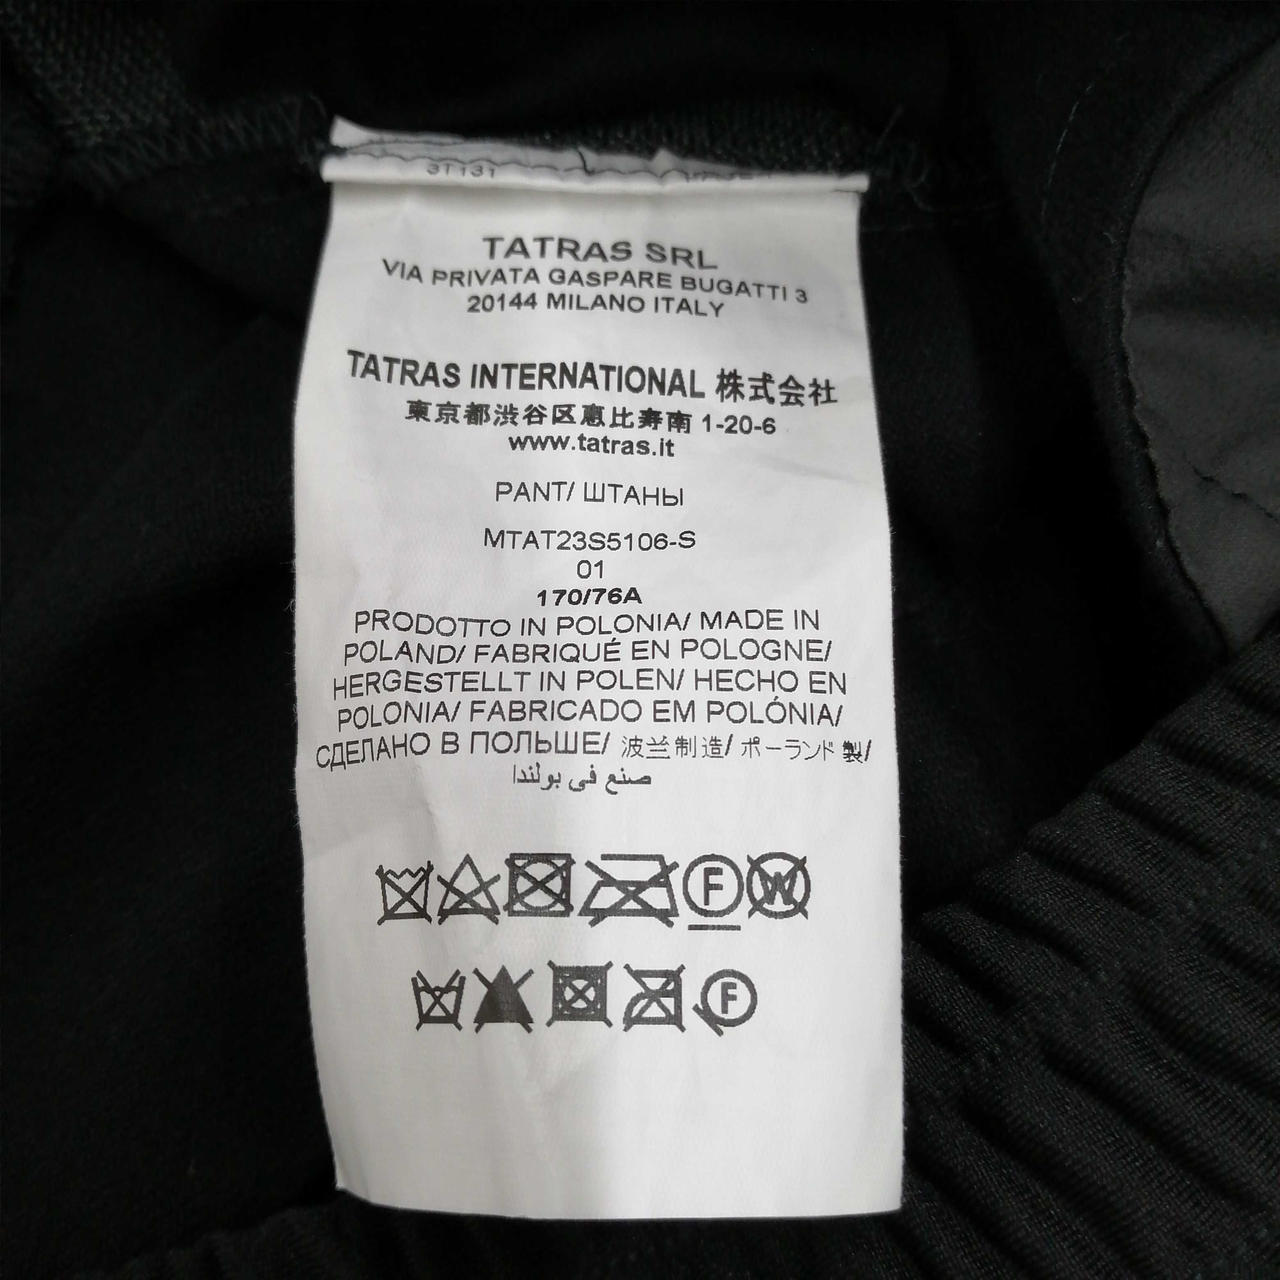 3T131
TATRAS SRL
VIA PRIVATA GASPARE BUGATTI 3
20144 MILANO ITALY
TATRAS INTERNATIONAL 株式会社
東京都渋谷区恵比寿南 1-20-6
www.tatras.it
PANT/ ШТАНЫ
MTAT23S5106-S
01
170/76A
PRODOTTO IN POLONIA/ MADE IN
POLAND/ FABRIQUÉ EN POLOGNE/
HERGESTELLT IN POLEN/ HECHO EN
POLONIA/ FABRICADO EM POLÓNIA/
СДЕЛАНО В ПОЛЬШЕ/ 波兰制造/ ポーランド 製/
صنع في بولندا
F W
F